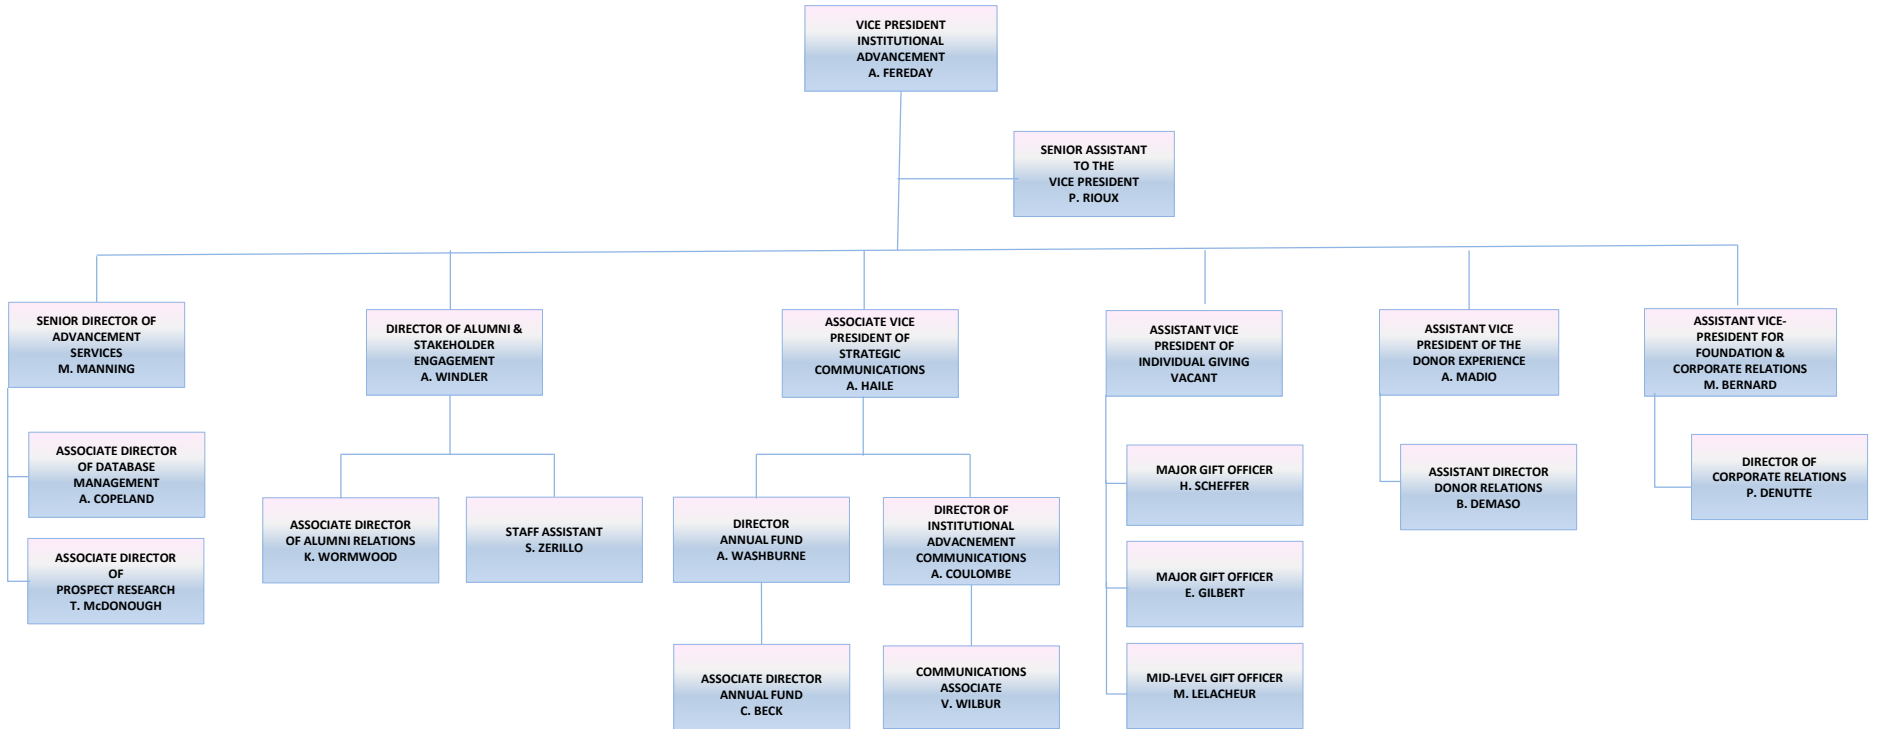 VICE PRESIDENT
INSTITUTIONAL
ADVANCEMENT
A. FEREDAY
SENIOR ASSISTANT
TO THE
VICE PRESIDENT
P. RIOUX
SENIOR DIRECTOR OF
ADVANCEMENT
SERVICES
M. MANNING
DIRECTOR OF ALUMNI &
STAKEHOLDER
ENGAGEMENT
A. WINDLER
ASSOCIATE VICE
PRESIDENT OF
STRATEGIC
COMMUNICATIONS
A. HAILE
ASSISTANT VICE
PRESIDENT OF
INDIVIDUAL GIVING
VACANT
ASSISTANT VICE
PRESIDENT OF THE
DONOR EXPERIENCE
A. MADIO
ASSISTANT VICE-
PRESIDENT FOR
FOUNDATION &
CORPORATE RELATIONS
M. BERNARD
ASSOCIATE DIRECTOR
OF DATABASE
MANAGEMENT
A. COPELAND
ASSOCIATE DIRECTOR
OF
PROSPECT RESEARCH
T. McDONOUGH
ASSOCIATE DIRECTOR
OF ALUMNI RELATIONS
K. WORMWOOD
STAFF ASSISTANT
S. ZERILLO
DIRECTOR
ANNUAL FUND
A. WASHBURNE
DIRECTOR OF
INSTITUTIONAL
ADVACNEMENT
COMMUNICATIONS
A. COULOMBE
ASSOCIATE DIRECTOR
ANNUAL FUND
C. BECK
COMMUNICATIONS
ASSOCIATE
V. WILBUR
MAJOR GIFT OFFICER
H. SCHEFFER
MAJOR GIFT OFFICER
E. GILBERT
MID-LEVEL GIFT OFFICER
M. LELACHEUR
ASSISTANT DIRECTOR
DONOR RELATIONS
B. DEMASO
DIRECTOR OF
CORPORATE RELATIONS
P. DENUTTE